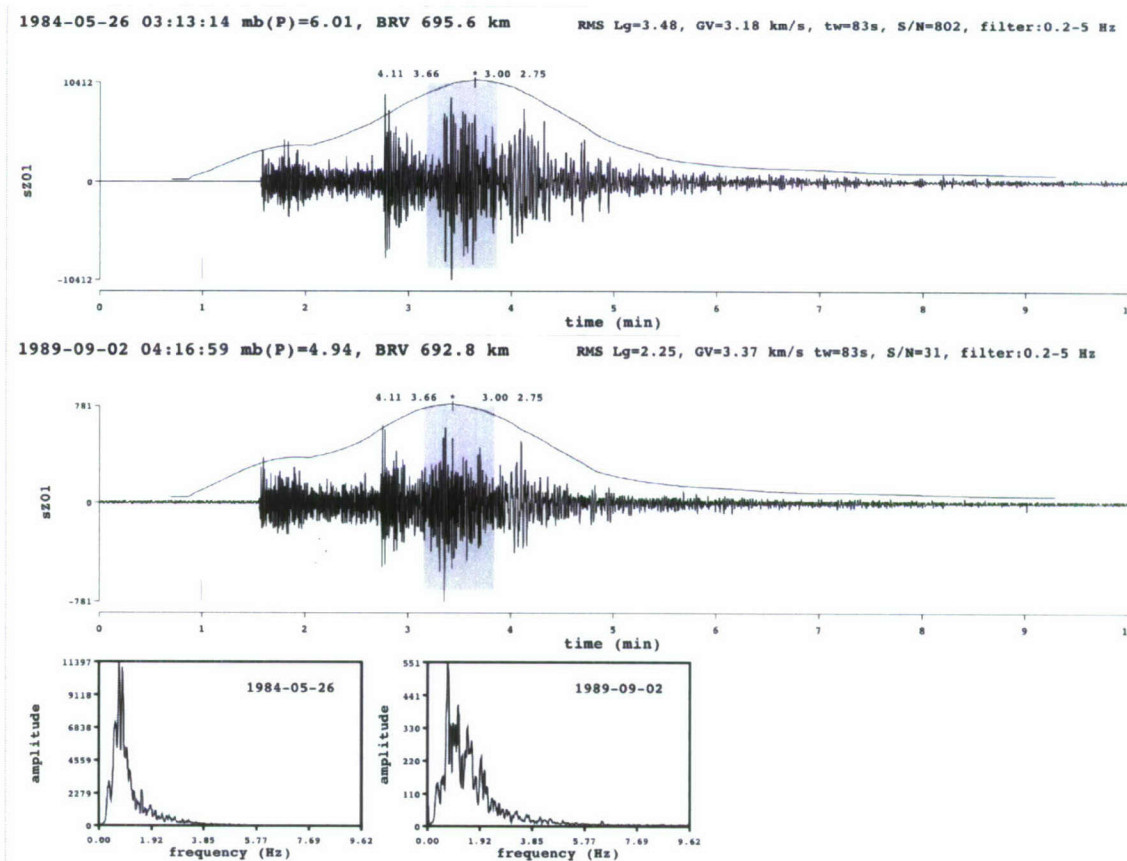 1984-05-26 03:13:14 mb(P)=6.01, BRV 695.6 km RMS Lg=3.48, GV=3.18 km/s, tw=83s, S/N=802, filter:0.2-5 Hz
4.11 3.66 * 3.00 2.75
10412
sZ01
0
-10412
0 1 2 3 4 5 6 7 8 9 1
time (min)
1989-09-02 04:16:59 mb(P)=4.94, BRV 692.8 km RMS Lg=2.25, GV=3.37 km/s tw=83s, S/N=31, filter:0.2-5 Hz
4.11 3.66 * 3.00 2.75
781
sZ01
0
-781
0 1 2 3 4 5 6 7 8 9 1
time (min)
11397
9118
6838
4559
2279
0
amplitude
1984-05-26
0.00 1.92 3.85 5.77 7.69 9.62
frequency (Hz)
551
441
330
220
110
0
amplitude
1989-09-02
0.00 1.92 3.85 5.77 7.69 9.62
frequency (Hz)